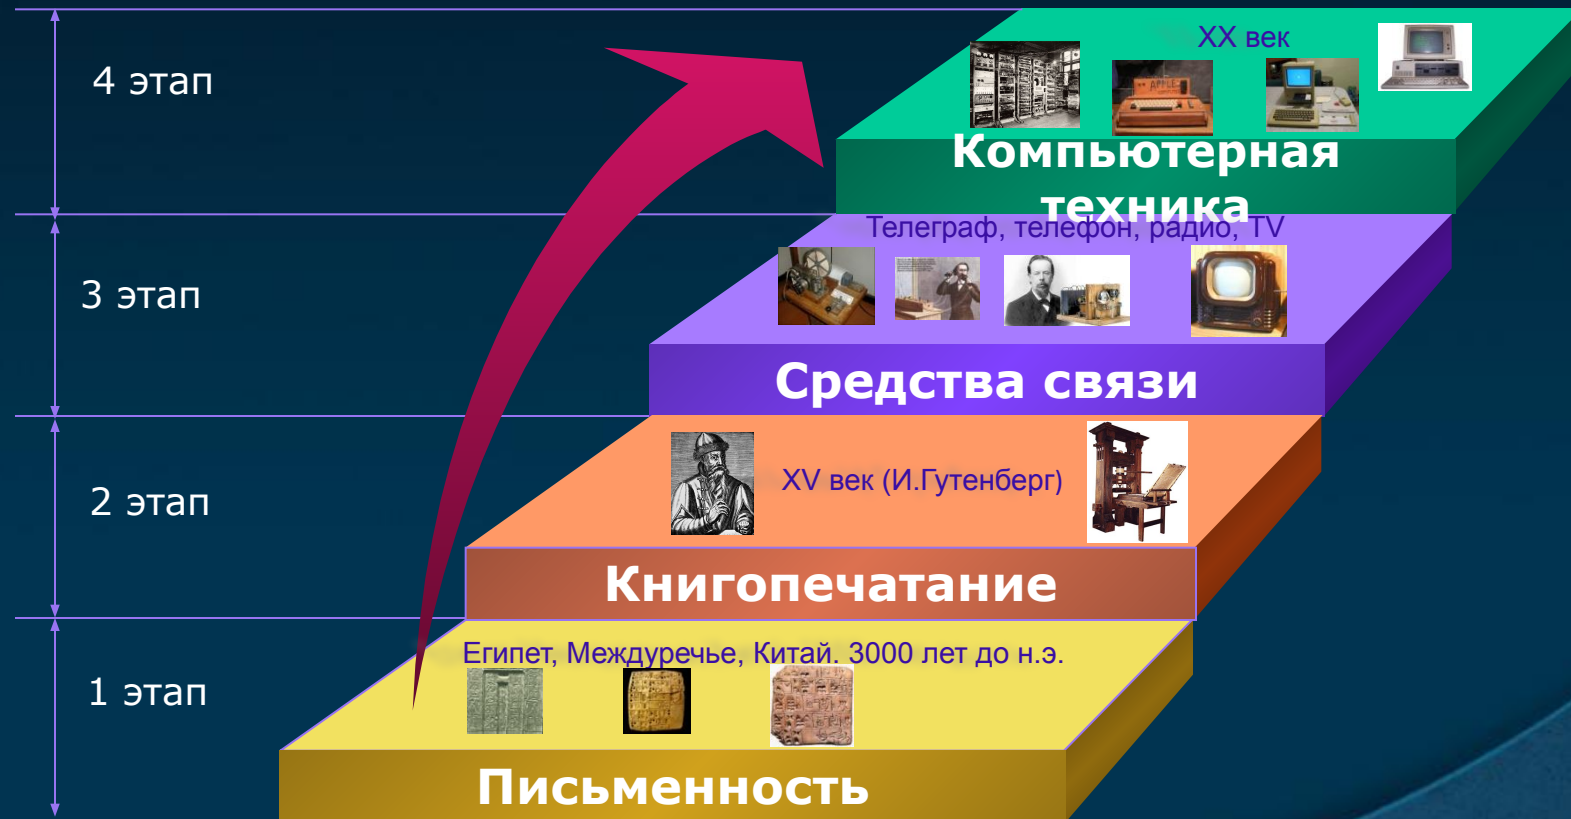 4 этап
XX век
APPLE
Компьютерная
техника
3 этап
Телеграф, телефон, радио, TV
Средства связи
2 этап
XV век (И.Гутенберг)
Книгопечатание
1 этап
Египет, Междуречье, Китай. 3000 лет до н.э.
Письменность